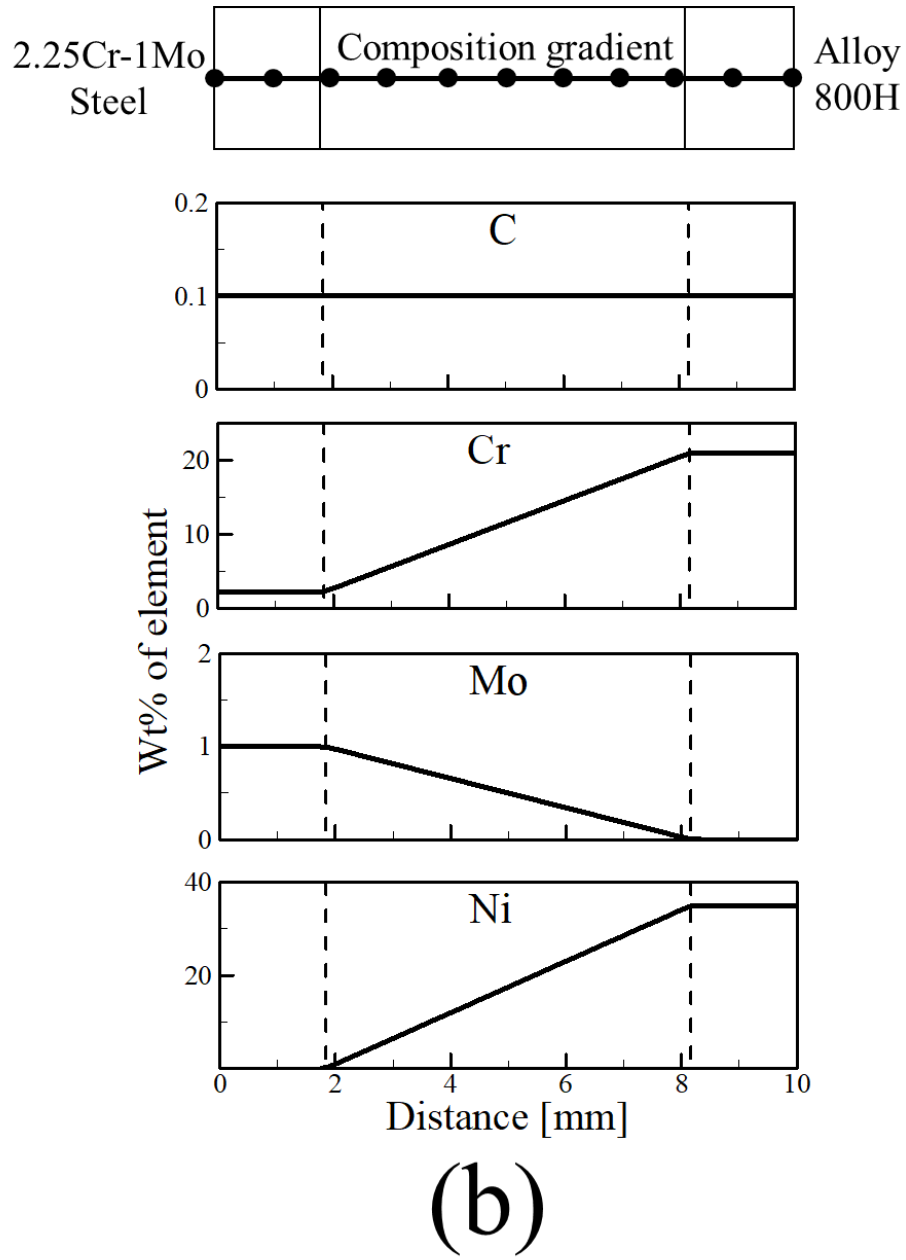 2.25Cr-1Mo
Steel
Composition gradient
Alloy
800H
Wt% of element
0.2
C
0.1
0
20
Cr
10
0
2
Mo
1
0
40
Ni
20
0 2 4 6 8 10
Distance [mm]
(b)